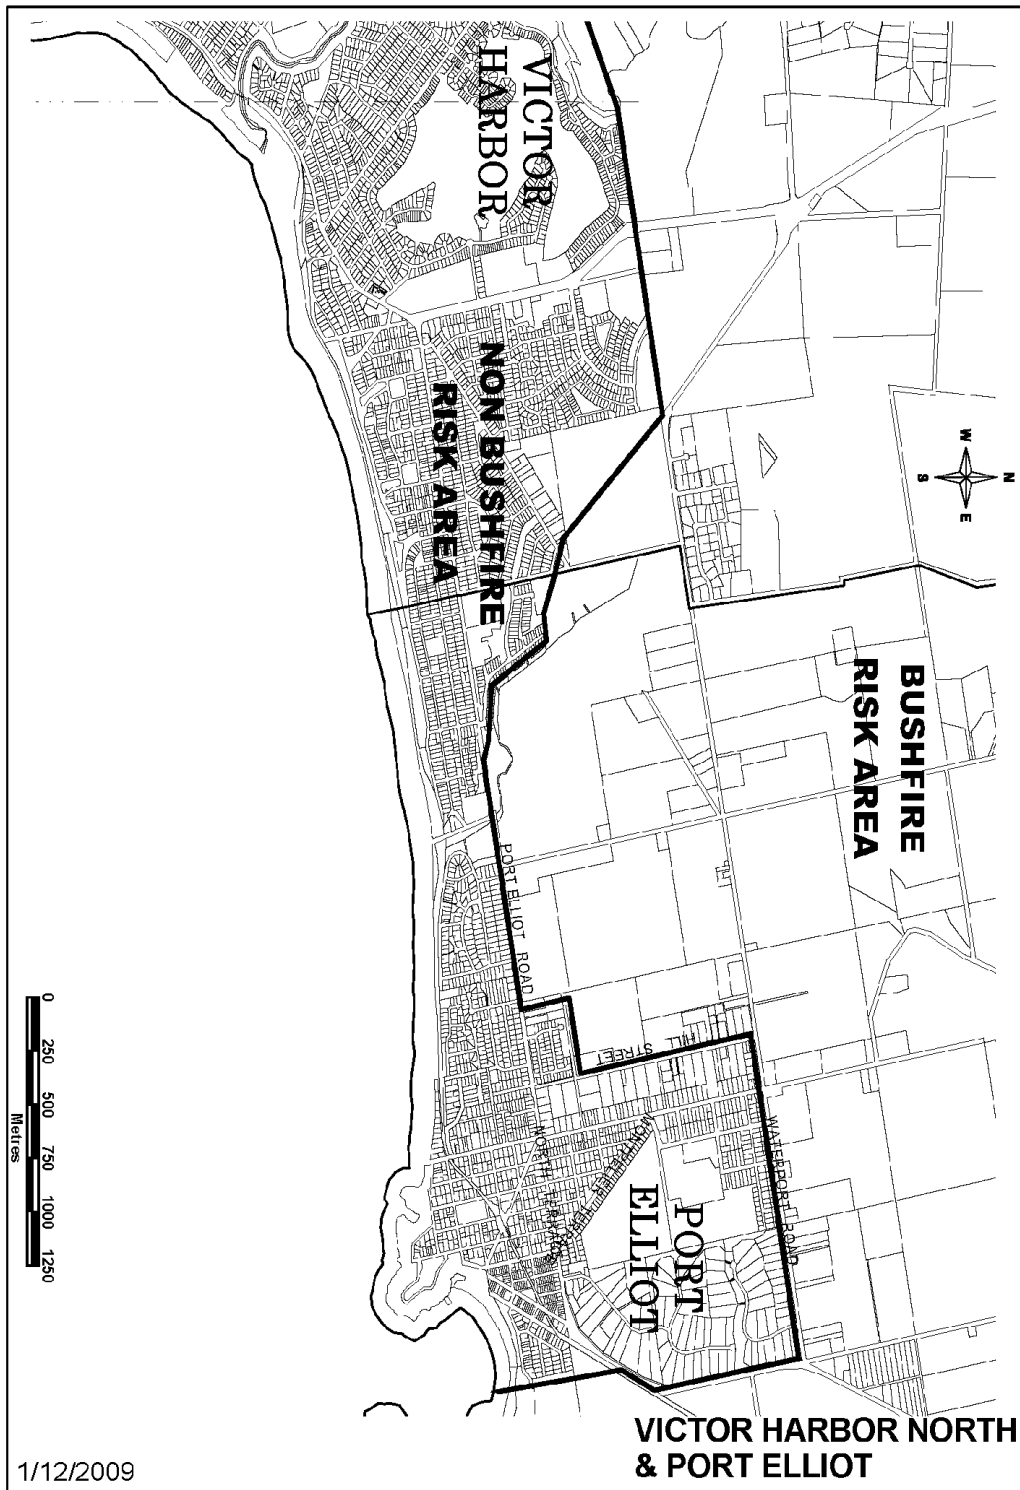 VICTOR
HARBOR
NON BUSHFIRE
RISK AREA
N
W
E
S
BUSHFIRE
RISK AREA
PORT ELLIOT ROAD
HILL STREET
WATERPORT ROAD
NORTH TERRACE
PORT
ELLIOT
0 250 500 750 1000 1250
Metres
VICTOR HARBOR NORTH
& PORT ELLIOT
1/12/2009